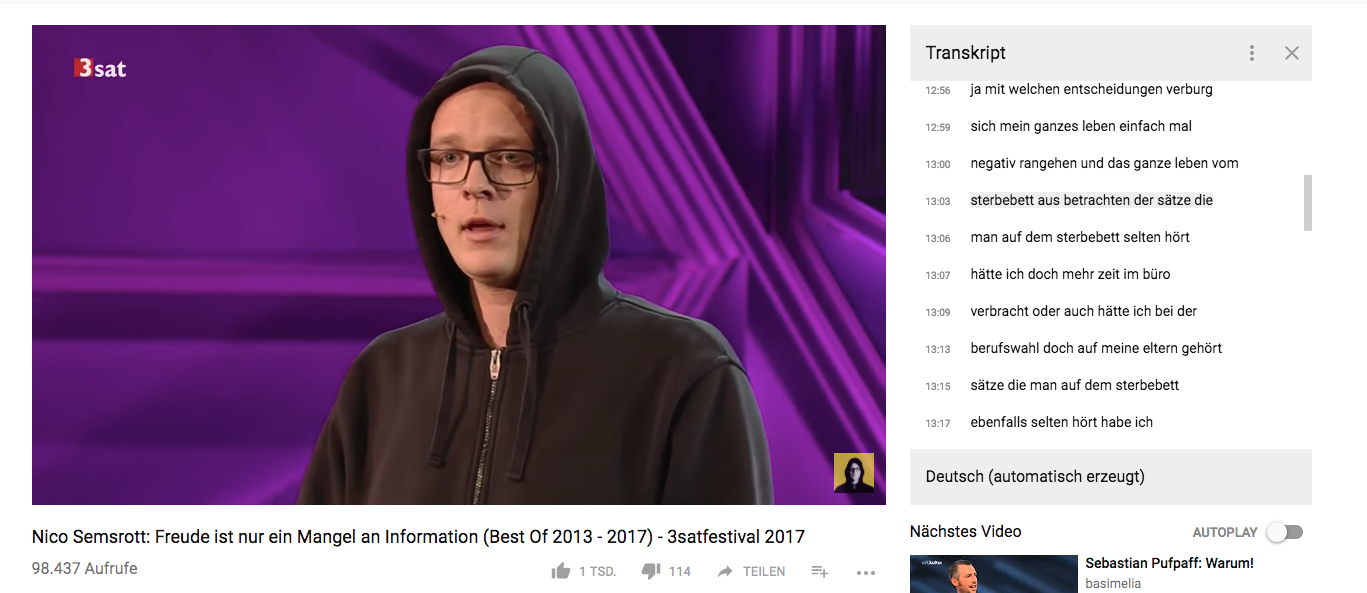 3sat
Transkript
12:56 ja mit welchen entscheidungen verburg
12:59 sich mein ganzes leben einfach mal
13:00 negativ rangehen und das ganze leben vom
13:03 sterbebett aus betrachten der sätze die
13:06 man auf dem sterbebett selten hört
13:07 hätte ich doch mehr zeit im büro
13:09 verbracht oder auch hätte ich bei der
13:13 berufswahl doch auf meine eltern gehört
13:15 sätze die man auf dem sterbebett
13:17 ebenfalls selten hört habe ich
Deutsch (automatisch erzeugt)
Nico Semsrott: Freude ist nur ein Mangel an Information (Best Of 2013 - 2017) - 3satfestival 2017
98.437 Aufrufe
1 TSD. 114 TEILEN
Nächstes Video AUTOPLAY
Sebastian Pufpaff: Warum!
basimelia